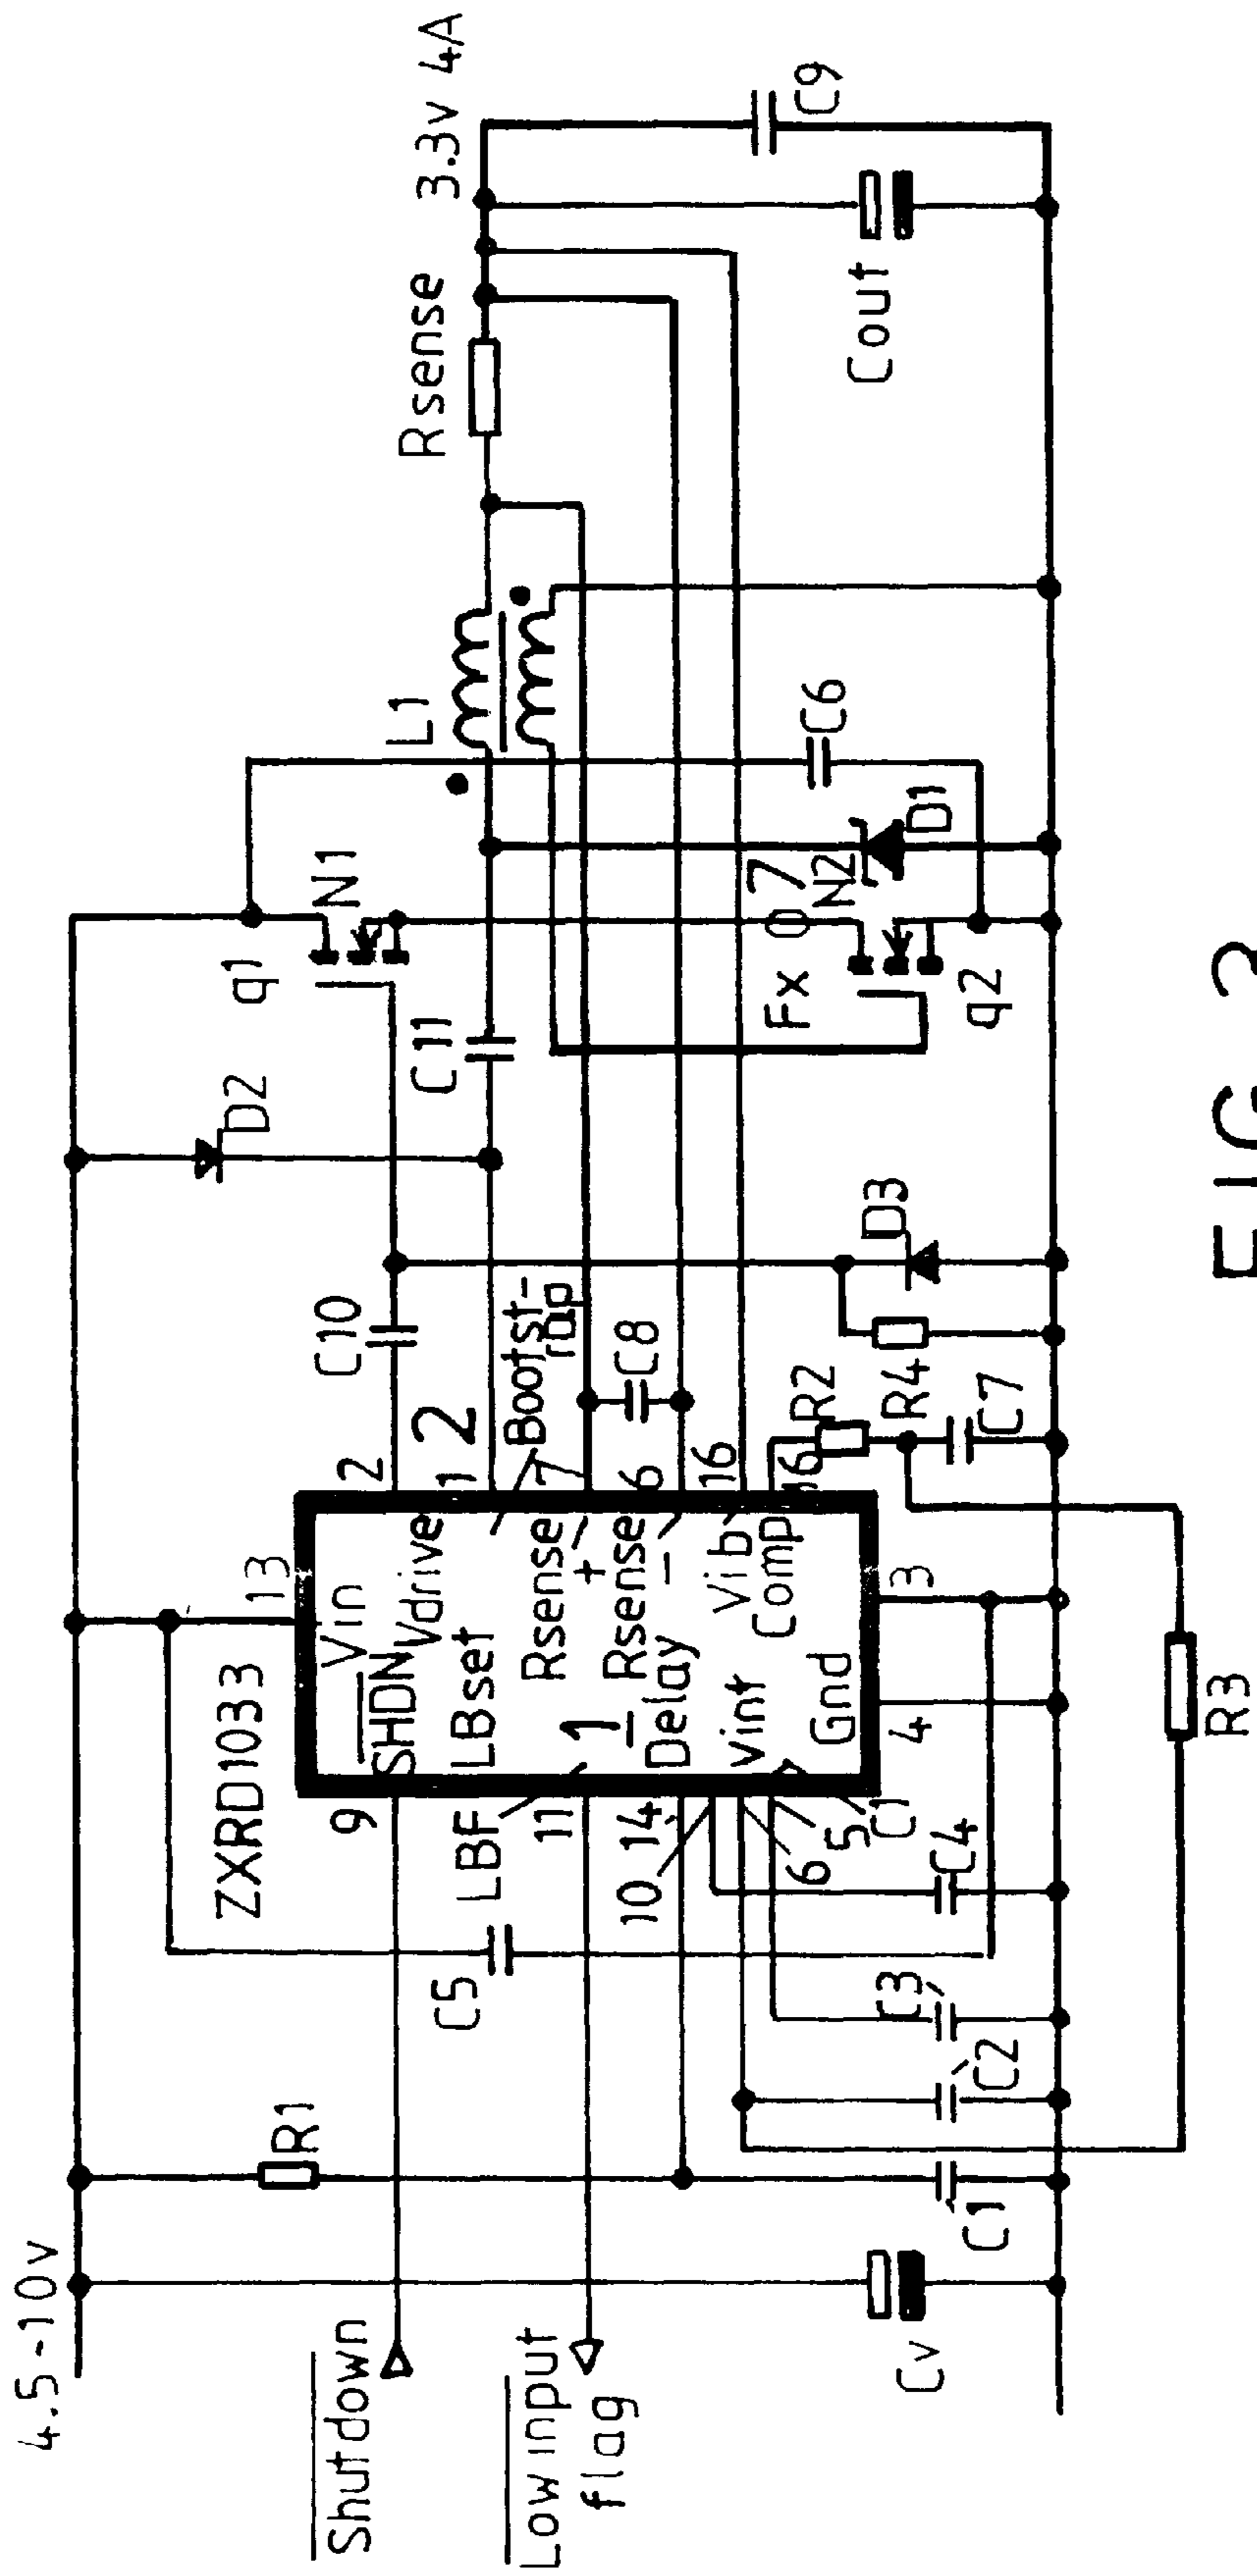 4.5-10v
3.3v 4A
Shutdown
Low input
flag
ZXRD1033
13
Vin
SHDN
9
Vdrive
2
LBset
LBF
11
1
12
Bootst-
rap
Rsense
+
7
Rsense
-
6
Delay
14
10
Vint
6
5
C1
Vib
16
Comp
16
Gnd
4
3
R1
C5
C1
C2
C3
C4
Cv
R3
R2
R4
C7
C8
C10
D2
D3
C11
q1
N1
Fx
07
N2
q2
D1
C6
L1
Rsense
Cout
C9